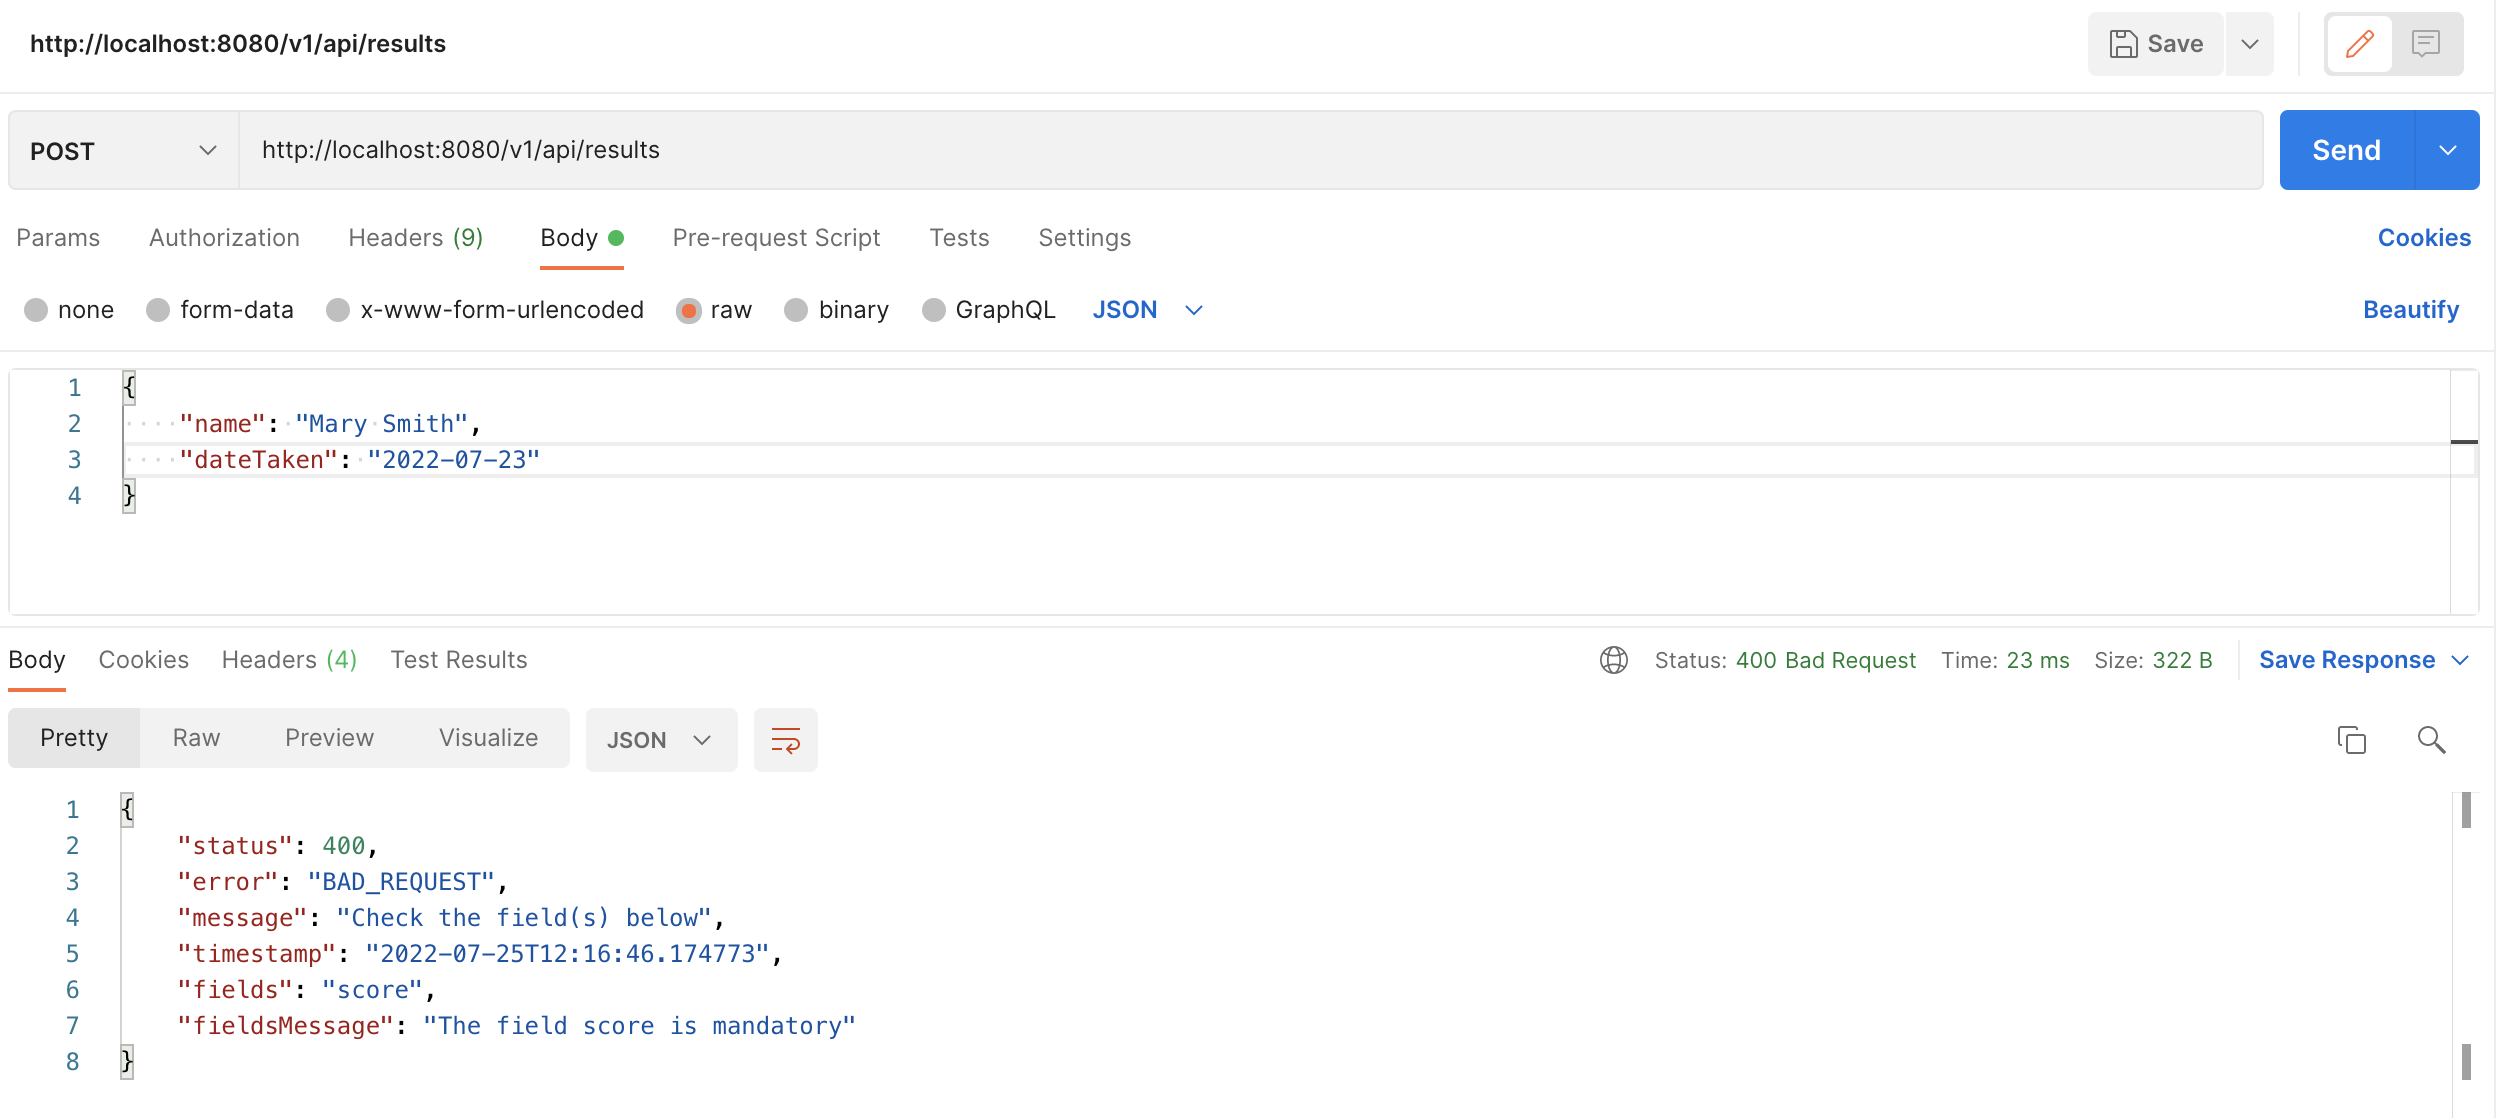 http://localhost:8080/v1/api/results
Save
POST
http://localhost:8080/v1/api/results
Send
Params Authorization Headers (9) Body Pre-request Script Tests Settings Cookies
none form-data x-www-form-urlencoded raw binary GraphQL JSON Beautify
1 {
2 "name": "Mary Smith",
3 "dateTaken": "2022-07-23"
4 }
Body Cookies Headers (4) Test Results Status: 400 Bad Request Time: 23 ms Size: 322 B Save Response
Pretty Raw Preview Visualize JSON
1 {
2 "status": 400,
3 "error": "BAD_REQUEST",
4 "message": "Check the field(s) below",
5 "timestamp": "2022-07-25T12:16:46.174773",
6 "fields": "score",
7 "fieldsMessage": "The field score is mandatory"
8 }